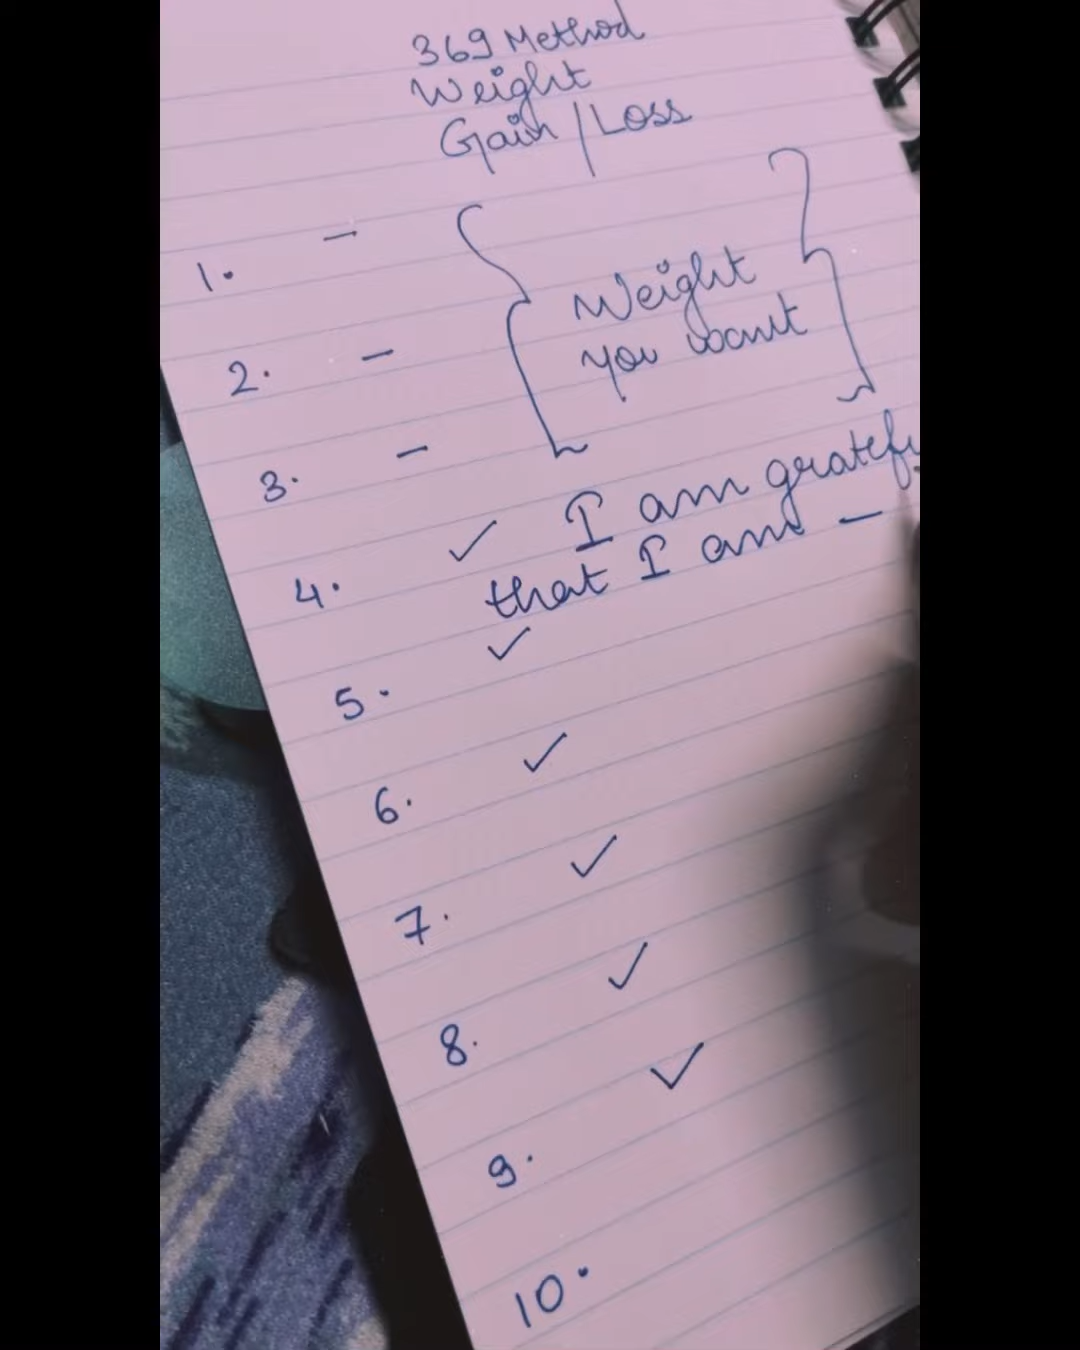 369 Method
Weight
Gain / Loss
1. —
2. —
3. —
{ Weight
you want }
4. ✓ I am gratef
that I am —
5. ✓
6. ✓
7. ✓
8. ✓
9. ✓
10.